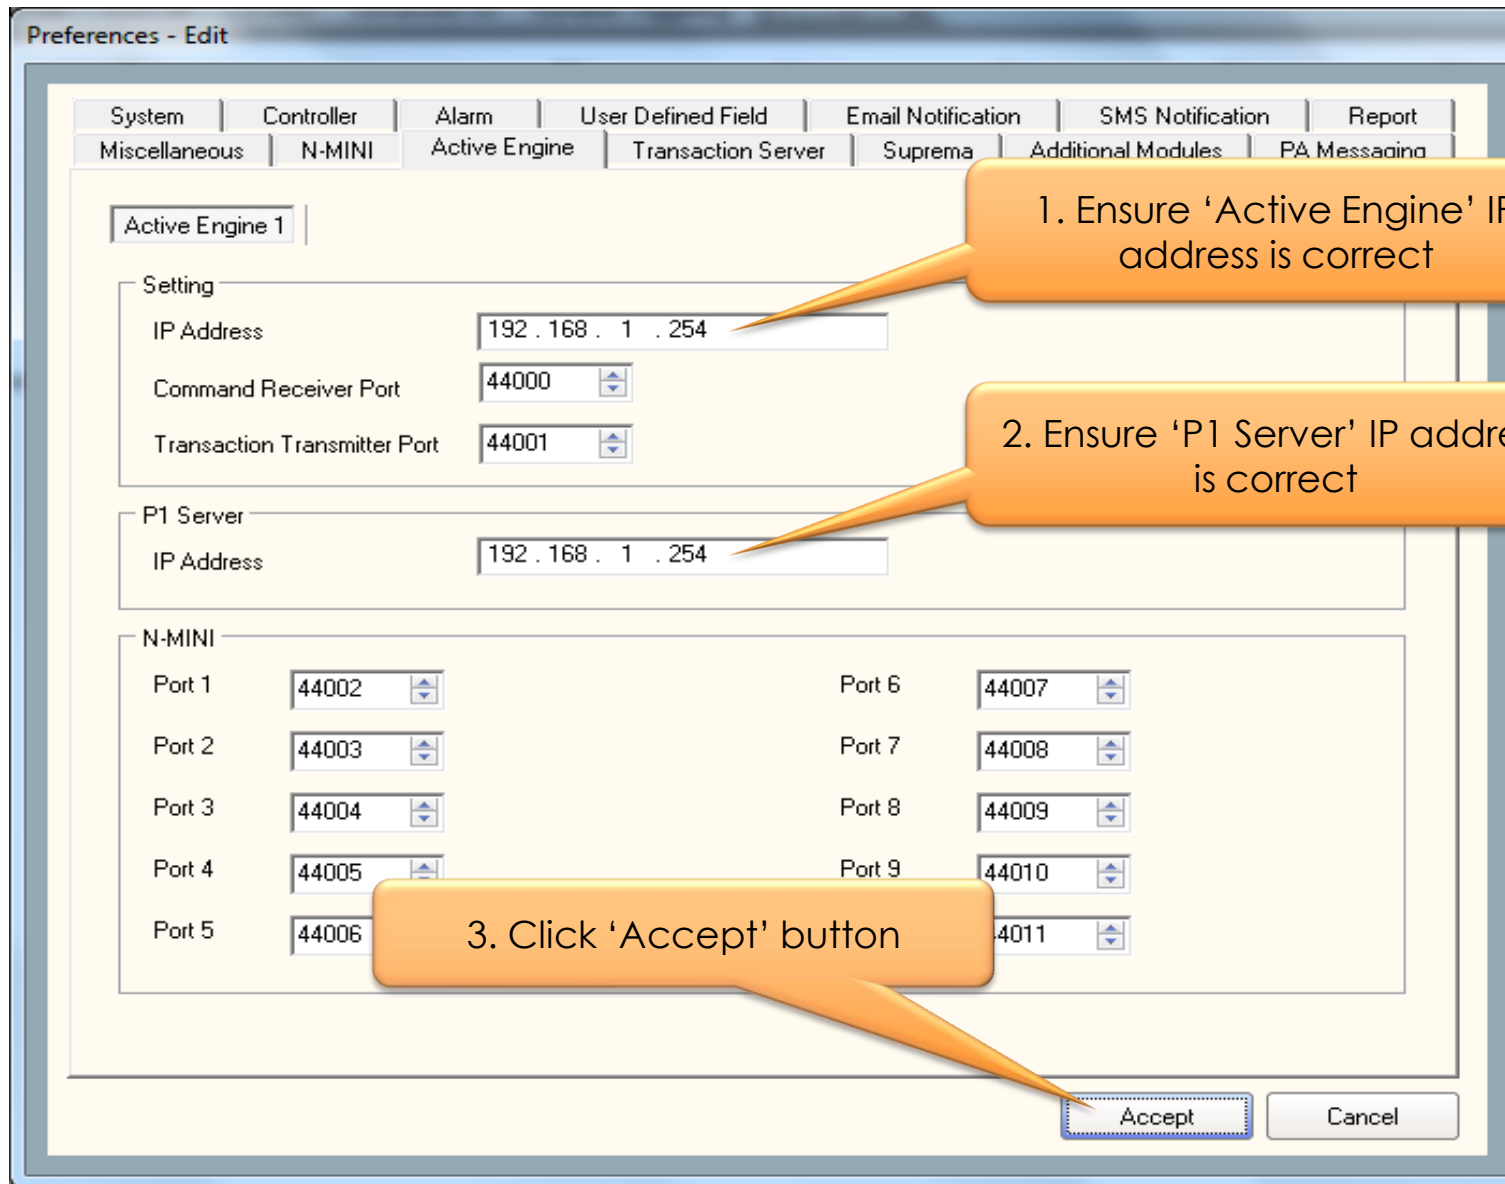 Preferences - Edit
System Controller Alarm User Defined Field Email Notification SMS Notification Report
Miscellaneous N-MINI Active Engine Transaction Server Suprema Additional Modules PA Messaging
Active Engine 1
1. Ensure ‘Active Engine’ IP
address is correct
Setting
IP Address 192 . 168 . 1 . 254
Command Receiver Port 44000
Transaction Transmitter Port 44001
2. Ensure ‘P1 Server’ IP
is correct
P1 Server
IP Address 192 . 168 . 1 . 254
N-MINI
Port 1 44002 Port 6 44007
Port 2 44003 Port 7 44008
Port 3 44004 Port 8 44009
Port 4 44005 Port 9 44010
Port 5 44006 4011
3. Click ‘Accept’ button
Accept Cancel